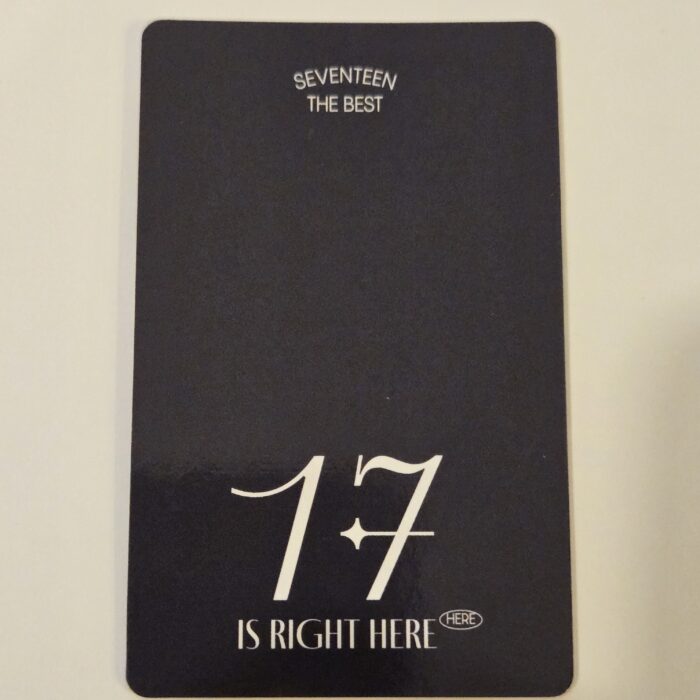 SEVENTEEN
THE BEST
17
IS RIGHT HERE HERE